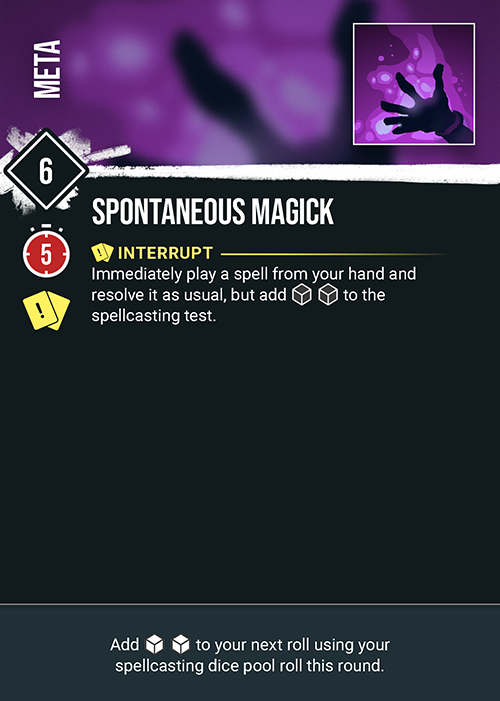 META
6
SPONTANEOUS MAGICK
5
! INTERRUPT
!
Immediately play a spell from your hand and
resolve it as usual, but add to the
spellcasting test.
Add to your next roll using your
spellcasting dice pool roll this round.